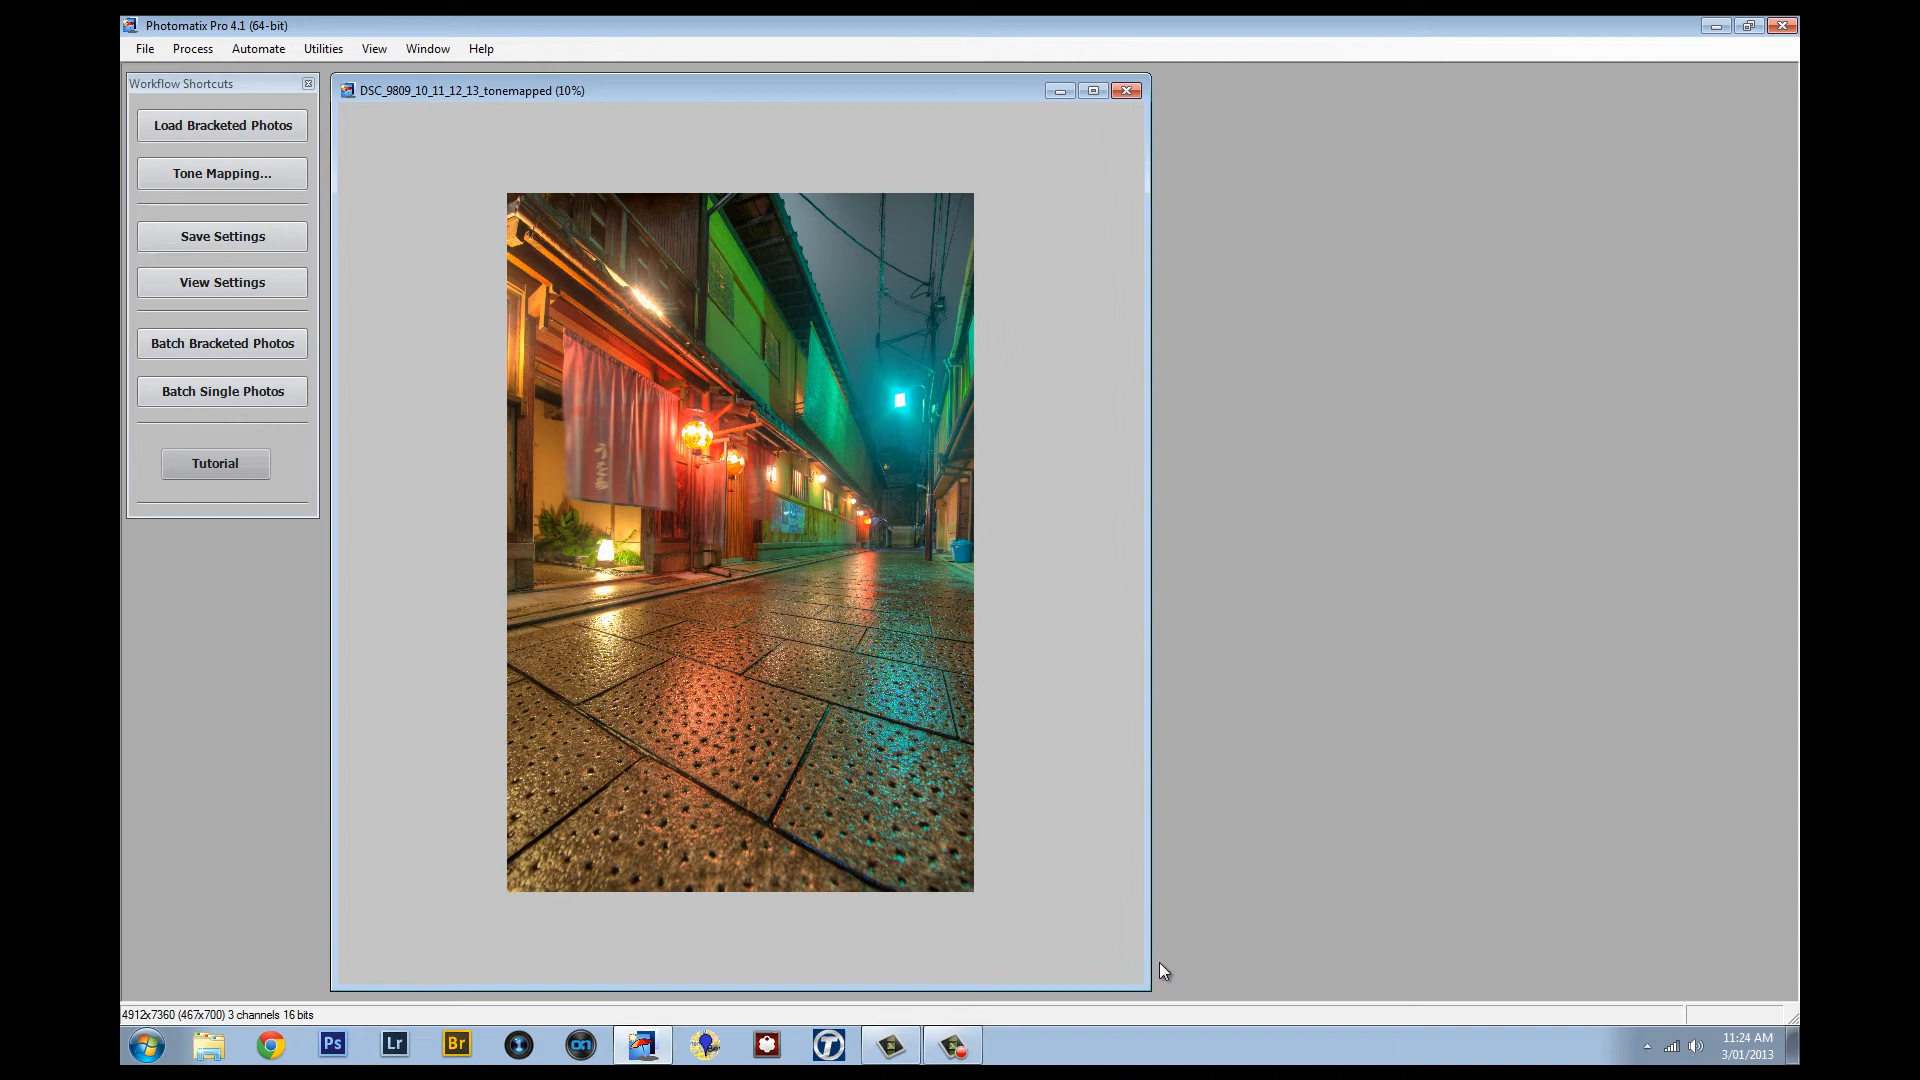 Photomatix Pro 4.1 (64-bit)
File Process Automate Utilities View Window Help
Workflow Shortcuts
Load Bracketed Photos
Tone Mapping...
Save Settings
View Settings
Batch Bracketed Photos
Batch Single Photos
Tutorial
DSC_9809_10_11_12_13_tonemapped (10%)
4912x7360 (467x700) 3 channels 16 bits
Ps Lr Br on T
11:24 AM
3/01/2013